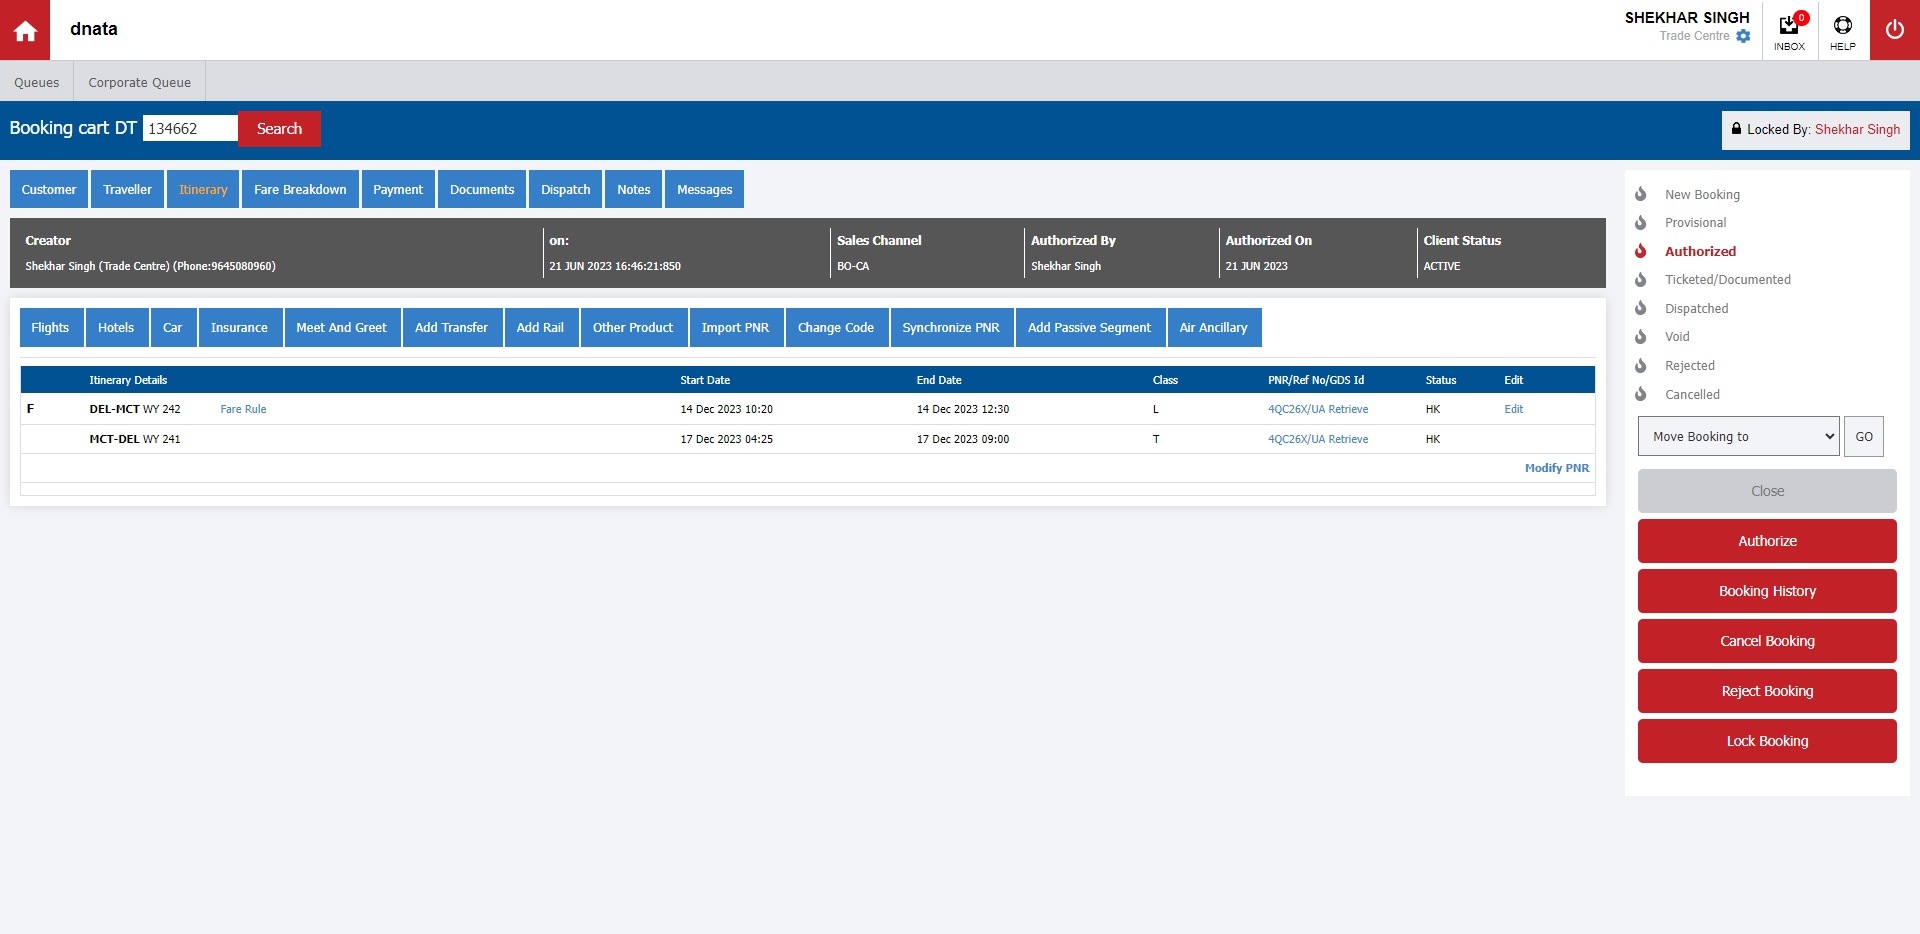 dnata
SHEKHAR SINGH
Trade Centre
0
INBOX
HELP
Queues
Corporate Queue
Booking cart DT 134662 Search
Locked By: Shekhar Singh
Customer Traveller Itinerary Fare Breakdown Payment Documents Dispatch Notes Messages
Creator on: Sales Channel Authorized By Authorized On Client Status
Shekhar Singh (Trade Centre) (Phone:9645080960) 21 JUN 2023 16:46:21:850 BO-CA Shekhar Singh 21 JUN 2023 ACTIVE
Flights Hotels Car Insurance Meet And Greet Add Transfer Add Rail Other Product Import PNR Change Code Synchronize PNR Add Passive Segment Air Ancillary
Itinerary Details Start Date End Date Class PNR/Ref No/GDS Id Status Edit
F DEL-MCT WY 242 Fare Rule 14 Dec 2023 10:20 14 Dec 2023 12:30 L 4QC26X/UA Retrieve HK Edit
MCT-DEL WY 241 17 Dec 2023 04:25 17 Dec 2023 09:00 T 4QC26X/UA Retrieve HK
Modify PNR
New Booking
Provisional
Authorized
Ticketed/Documented
Dispatched
Void
Rejected
Cancelled
Move Booking to GO
Close
Authorize
Booking History
Cancel Booking
Reject Booking
Lock Booking